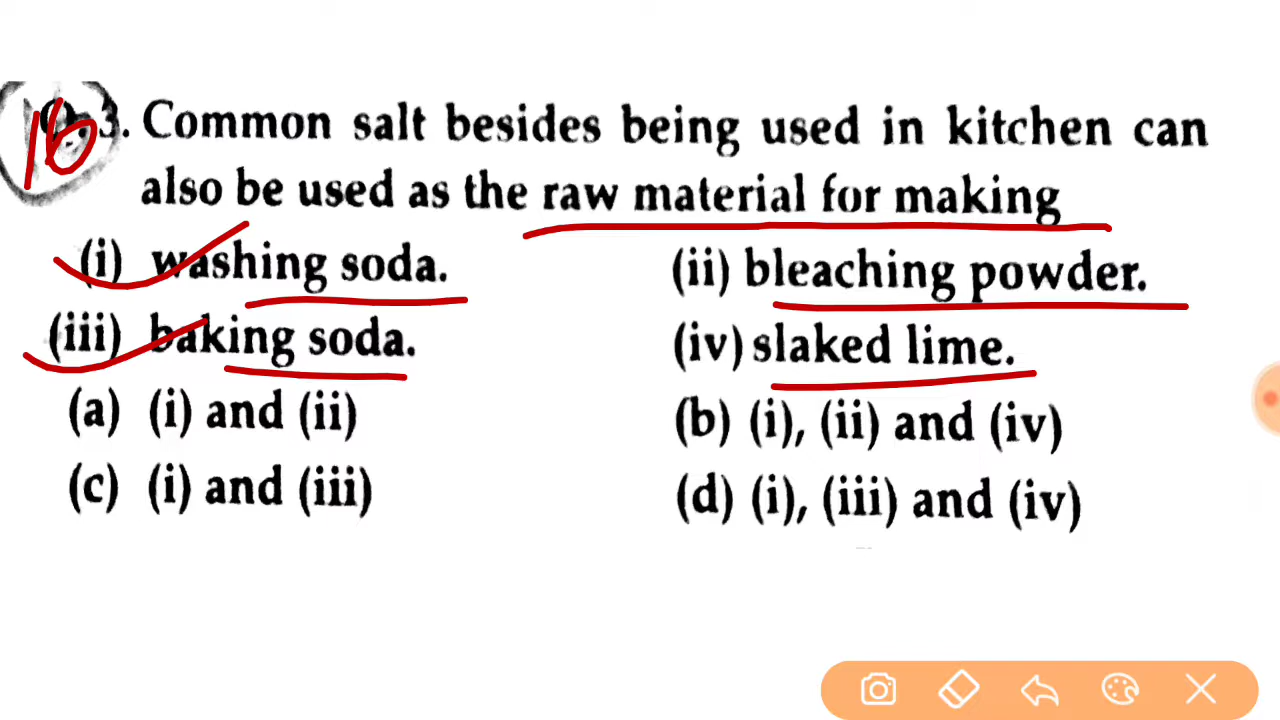 16 3. Common salt besides being used in kitchen can
also be used as the raw material for making
(i) washing soda. (ii) bleaching powder.
(iii) baking soda. (iv) slaked lime.
(a) (i) and (ii) (b) (i), (ii) and (iv)
(c) (i) and (iii) (d) (i), (iii) and (iv)